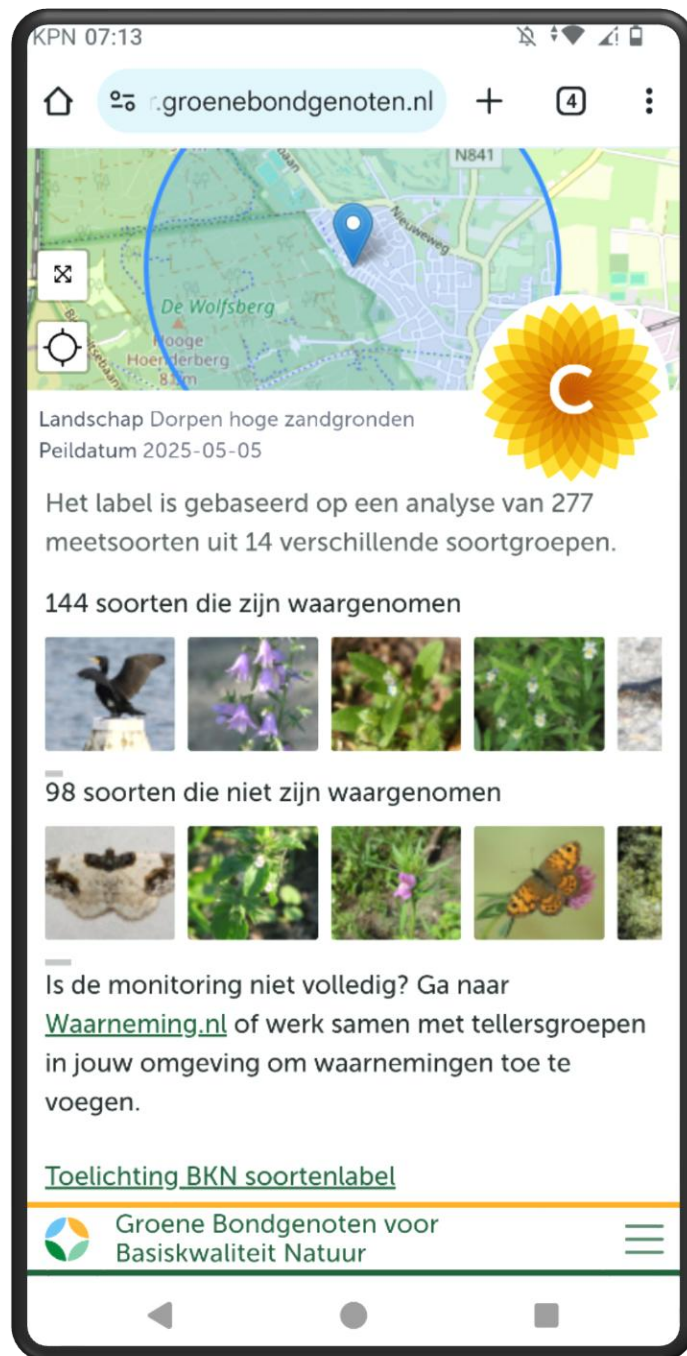 KPN 07:13
r.groenebondgenoten.nl
4
N841
Nieuweweg
De Wolfsberg
Hooge
Hoenderberg
81 m
C
Landschap Dorpen hoge zandgronden
Peildatum 2025-05-05
Het label is gebaseerd op een analyse van 277
meetsoorten uit 14 verschillende soortgroepen.
144 soorten die zijn waargenomen
98 soorten die niet zijn waargenomen
Is de monitoring niet volledig? Ga naar
Waarneming.nl of werk samen met tellersgroepen
in jouw omgeving om waarnemingen toe te
voegen.
Toelichting BKN soortenlabel
Groene Bondgenoten voor
Basiskwaliteit Natuur